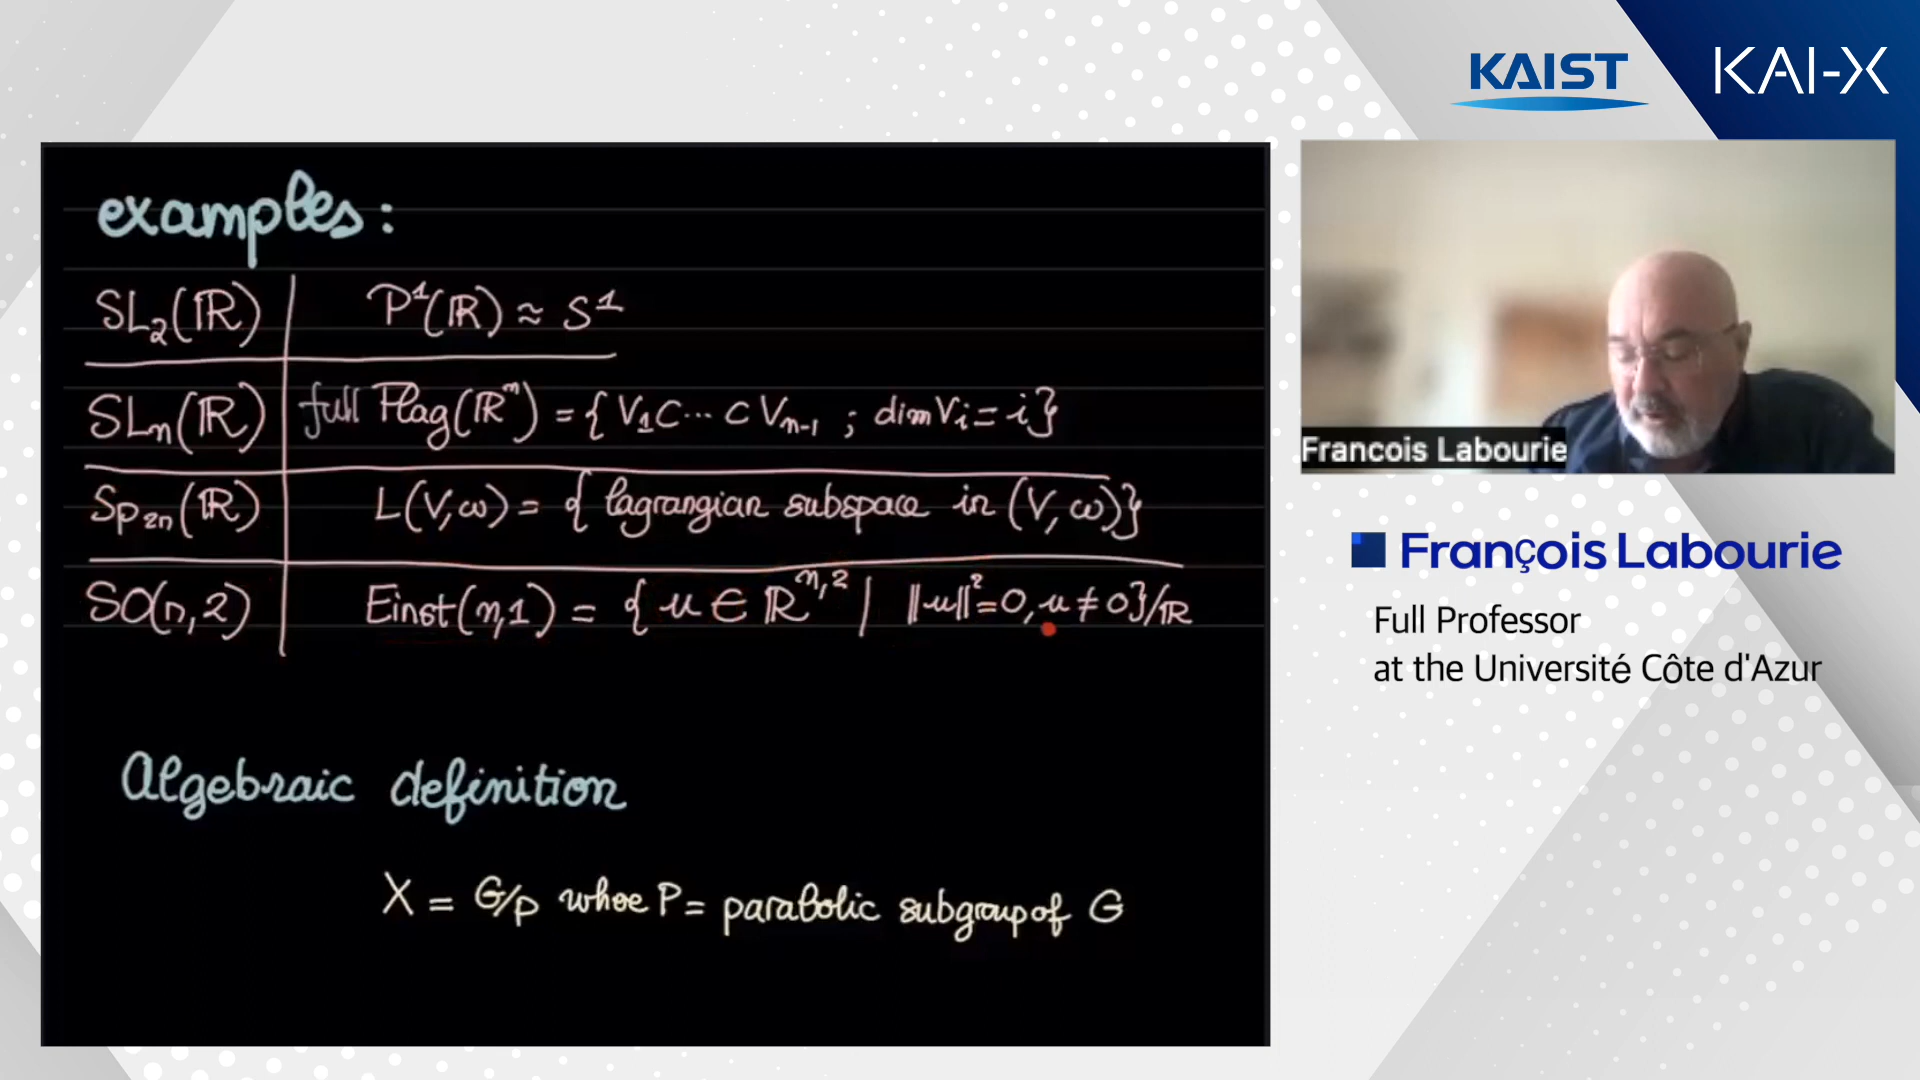 KAIST KAI-X
examples:
SL₂(ℝ) P¹(ℝ) ≈ S¹
SLₙ(ℝ) full Flag(ℝⁿ) = { V₁ ⊂ ··· ⊂ Vₙ₋₁ ; dim Vᵢ = i }
Sp₂ₙ(ℝ) L(V,ω) = { lagrangian subspace in (V,ω)}
SO(n,2) Einst(n,1) = { u ∈ ℝⁿ,² | ‖u‖² = 0, u ≠ 0}/ℝ
Algebraic definition
X = G/P whoe P = parabolic subgroup of G
Francois Labourie
François Labourie
Full Professor
at the Université Côte d'Azur